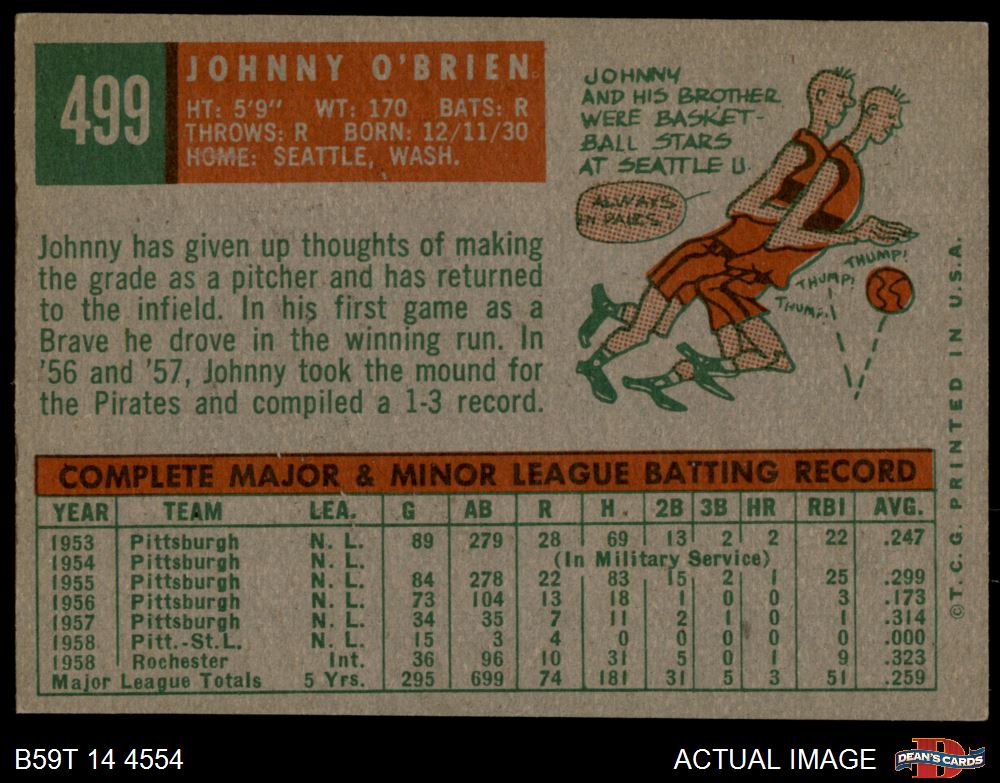 499
JOHNNY O'BRIEN
HT: 5'9" WT: 170 BATS: R
THROWS: R BORN: 12/11/30
HOME: SEATTLE, WASH.
JOHNNY
AND HIS BROTHER
WERE BASKET-
BALL STARS
AT SEATTLE U.
"ALWAYS
IN PAIRS."
THUMP!
THUMP!
THUMP!
Johnny has given up thoughts of making
the grade as a pitcher and has returned
to the infield. In his first game as a
Brave he drove in the winning run. In
'56 and '57, Johnny took the mound for
the Pirates and compiled a 1-3 record.
COMPLETE MAJOR & MINOR LEAGUE BATTING RECORD
YEAR TEAM LEA. G AB R H 2B 3B HR RBI AVG.
1953 Pittsburgh N. L. 89 279 28 69 13 2 2 22 .247
1954 Pittsburgh N. L. (In Military Service)
1955 Pittsburgh N. L. 84 278 22 83 15 2 1 25 .299
1956 Pittsburgh N. L. 73 104 13 18 1 0 0 3 .173
1957 Pittsburgh N. L. 34 35 7 11 2 1 0 1 .314
1958 Pitt.-St.L. N. L. 15 3 4 0 0 0 0 0 .000
1958 Rochester Int. 36 96 10 31 5 0 1 9 .323
Major League Totals 5 Yrs. 295 699 74 181 31 5 3 51 .259
©T.C.G. PRINTED IN U.S.A.
B59T 14 4554
ACTUAL IMAGE
D
DEAN'S CARDS